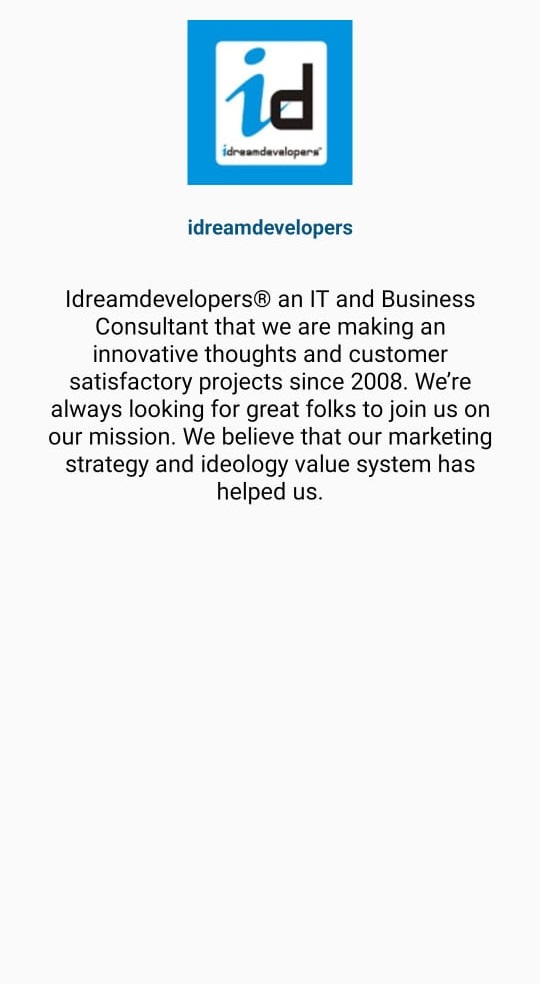 id
idreamdevelopers™
idreamdevelopers
Idreamdevelopers® an IT and Business
Consultant that we are making an
innovative thoughts and customer
satisfactory projects since 2008. We’re
always looking for great folks to join us on
our mission. We believe that our marketing
strategy and ideology value system has
helped us.